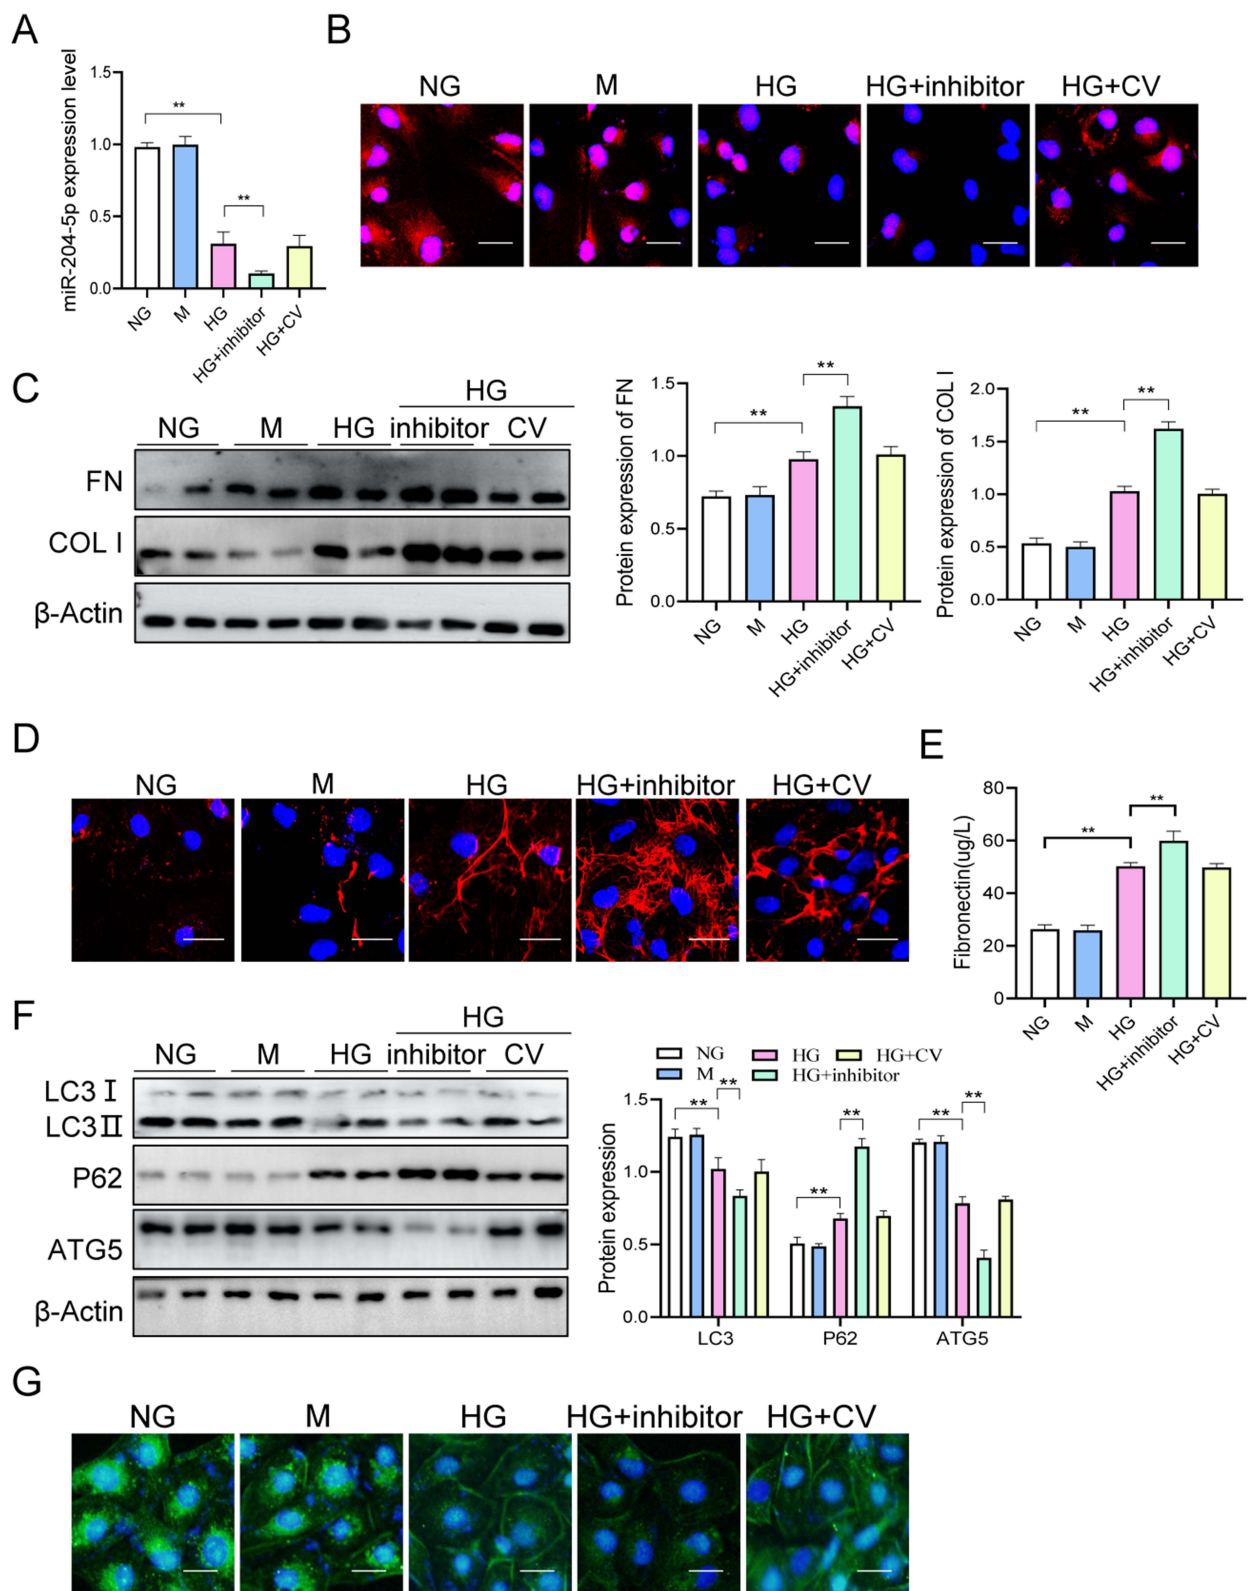 A
miR-204-5p expression level
1.5
1.0
0.5
0.0
**
**
NG
M
HG
HG+inhibitor
HG+CV
B
NG M HG HG+inhibitor HG+CV
C
HG
NG M HG inhibitor CV
FN
COL I
β-Actin
Protein expression of FN
1.5
1.0
0.5
0.0
**
**
NG
M
HG
HG+inhibitor
HG+CV
Protein expression of COL I
2.0
1.5
1.0
0.5
0.0
**
**
NG
M
HG
HG+inhibitor
HG+CV
D
NG M HG HG+inhibitor HG+CV
E
Fibronectin(ug/L)
80
60
40
20
0
**
**
NG
M
HG
HG+inhibitor
HG+CV
F
HG
NG M HG inhibitor CV
LC3 Ⅰ
LC3Ⅱ
P62
ATG5
β-Actin
NG HG HG+CV
M HG+inhibitor
Protein expression
1.5
1.0
0.5
0.0
**
**
**
**
**
**
LC3 P62 ATG5
G
NG M HG HG+inhibitor HG+CV